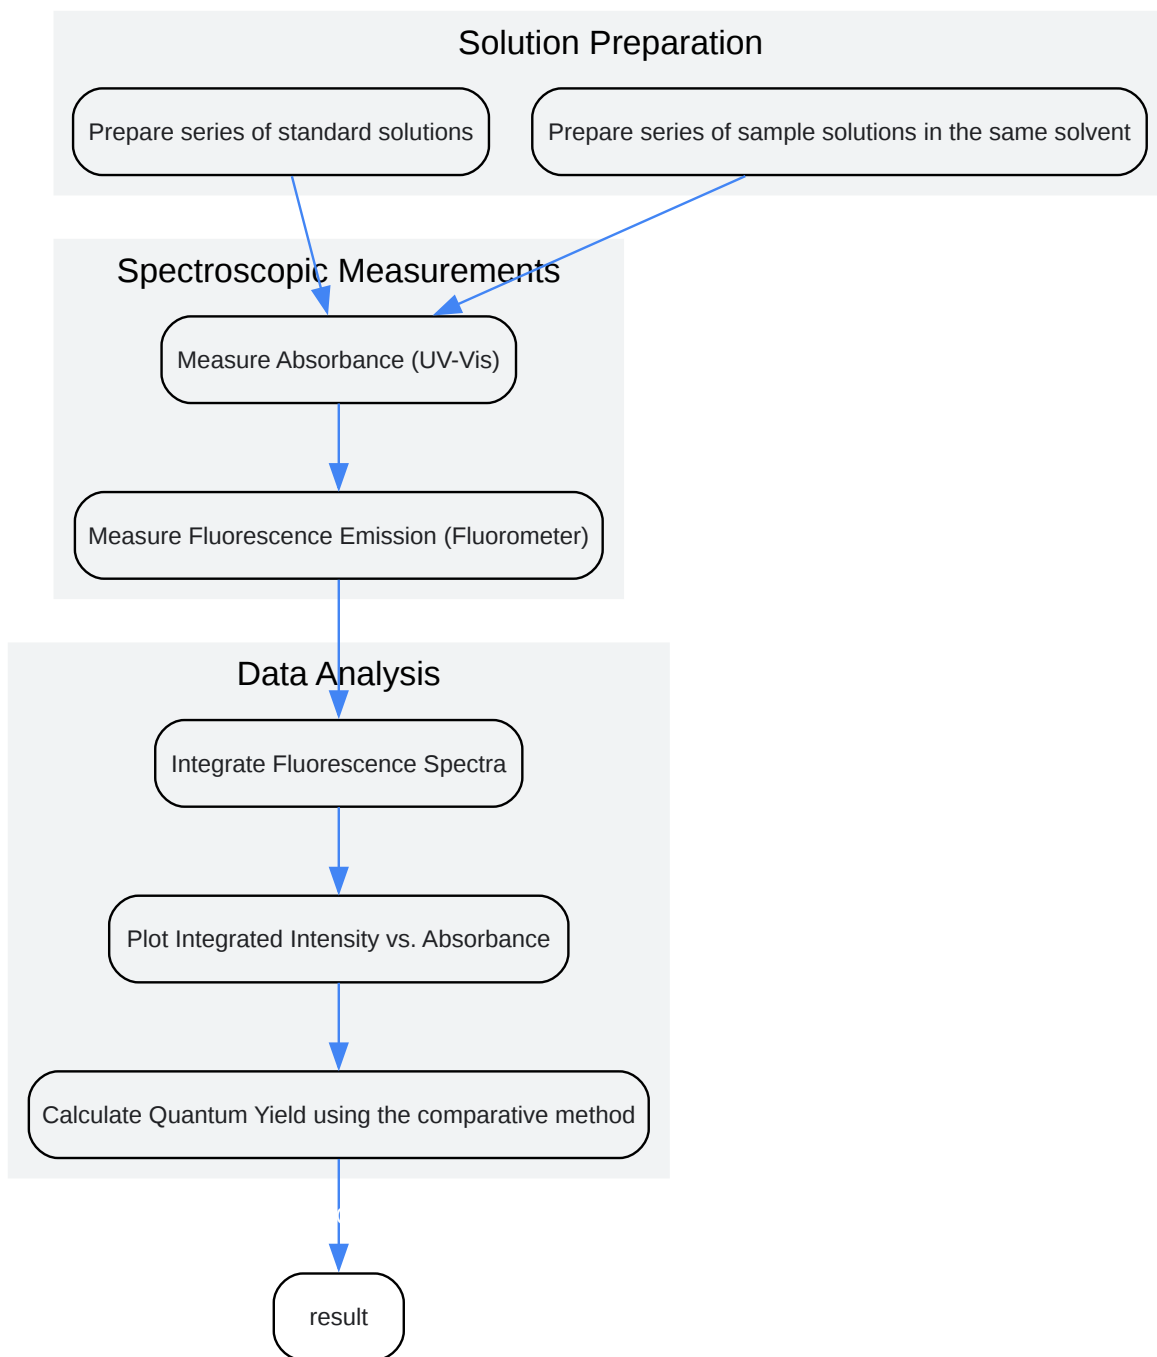 Solution Preparation
Prepare series of standard solutions
Prepare series of sample solutions in the same solvent
Spectroscopic Measurements
Measure Absorbance (UV-Vis)
Measure Fluorescence Emission (Fluorometer)
Data Analysis
Integrate Fluorescence Spectra
Plot Integrated Intensity vs. Absorbance
Calculate Quantum Yield using the comparative method
result